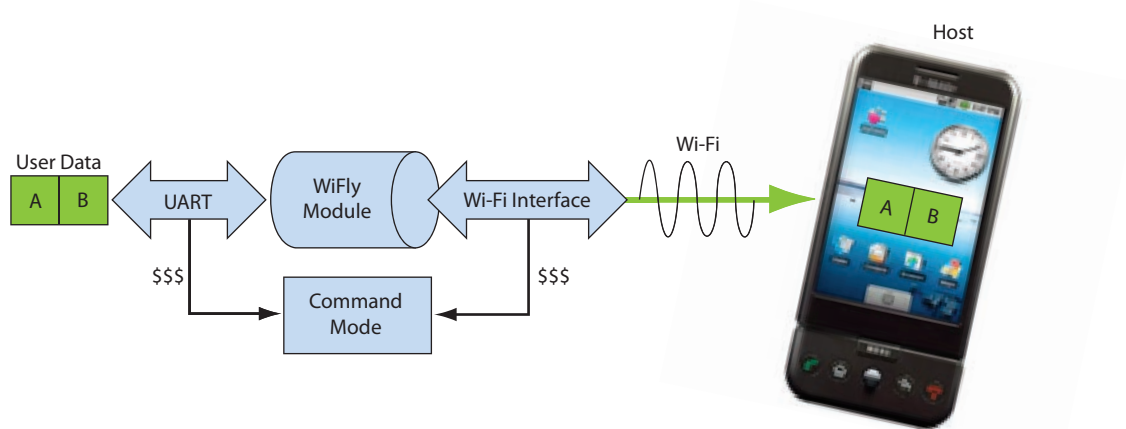 Host
User Data
A
B
UART
WiFly
Module
Wi-Fi Interface
Wi-Fi
A
B
$$$
$$$
Command
Mode